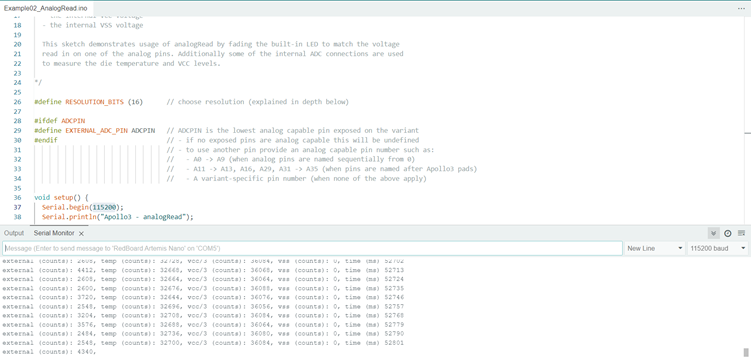 Example02_AnalogRead.ino
17 - the internal VCC voltage
18 - the internal VSS voltage
19
20 This sketch demonstrates usage of analogRead by fading the built-in LED to match the voltage
21 read in on one of the analog pins. Additionally some of the internal ADC connections are used
22 to measure the die temperature and VCC levels.
23
24 */
25
26 #define RESOLUTION_BITS (16) // choose resolution (explained in depth below)
27
28 #ifdef ADCPIN
29 #define EXTERNAL_ADC_PIN ADCPIN // ADCPIN is the lowest analog capable pin exposed on the variant
30 #endif // - if no exposed pins are analog capable this will be undefined
31 // - to use another pin provide an analog capable pin number such as:
32 // - A0 -> A9 (when analog pins are named sequentially from 0)
33 // - A11 -> A13, A16, A29, A31 -> A35 (when pins are named after Apollo3 pads)
34 // - A variant-specific pin number (when none of the above apply)
35
36 void setup() {
37 Serial.begin(115200);
38 Serial.println("Apollo3 - analogRead");
Output Serial Monitor
Message (Enter to send message to 'RedBoard Artemis Nano' on 'COM5') New Line 115200 baud
external (counts): 2608, temp (counts): 32728, vcc/3 (counts): 36084, vss (counts): 0, time (ms) 52702
external (counts): 4412, temp (counts): 32668, vcc/3 (counts): 36068, vss (counts): 0, time (ms) 52713
external (counts): 2608, temp (counts): 32664, vcc/3 (counts): 36064, vss (counts): 0, time (ms) 52724
external (counts): 2600, temp (counts): 32676, vcc/3 (counts): 36088, vss (counts): 0, time (ms) 52735
external (counts): 3720, temp (counts): 32644, vcc/3 (counts): 36076, vss (counts): 0, time (ms) 52746
external (counts): 2548, temp (counts): 32696, vcc/3 (counts): 36056, vss (counts): 0, time (ms) 52757
external (counts): 3204, temp (counts): 32708, vcc/3 (counts): 36084, vss (counts): 0, time (ms) 52768
external (counts): 3576, temp (counts): 32688, vcc/3 (counts): 36064, vss (counts): 0, time (ms) 52779
external (counts): 2484, temp (counts): 32736, vcc/3 (counts): 36080, vss (counts): 0, time (ms) 52790
external (counts): 2548, temp (counts): 32700, vcc/3 (counts): 36084, vss (counts): 0, time (ms) 52801
external (counts): 4340,